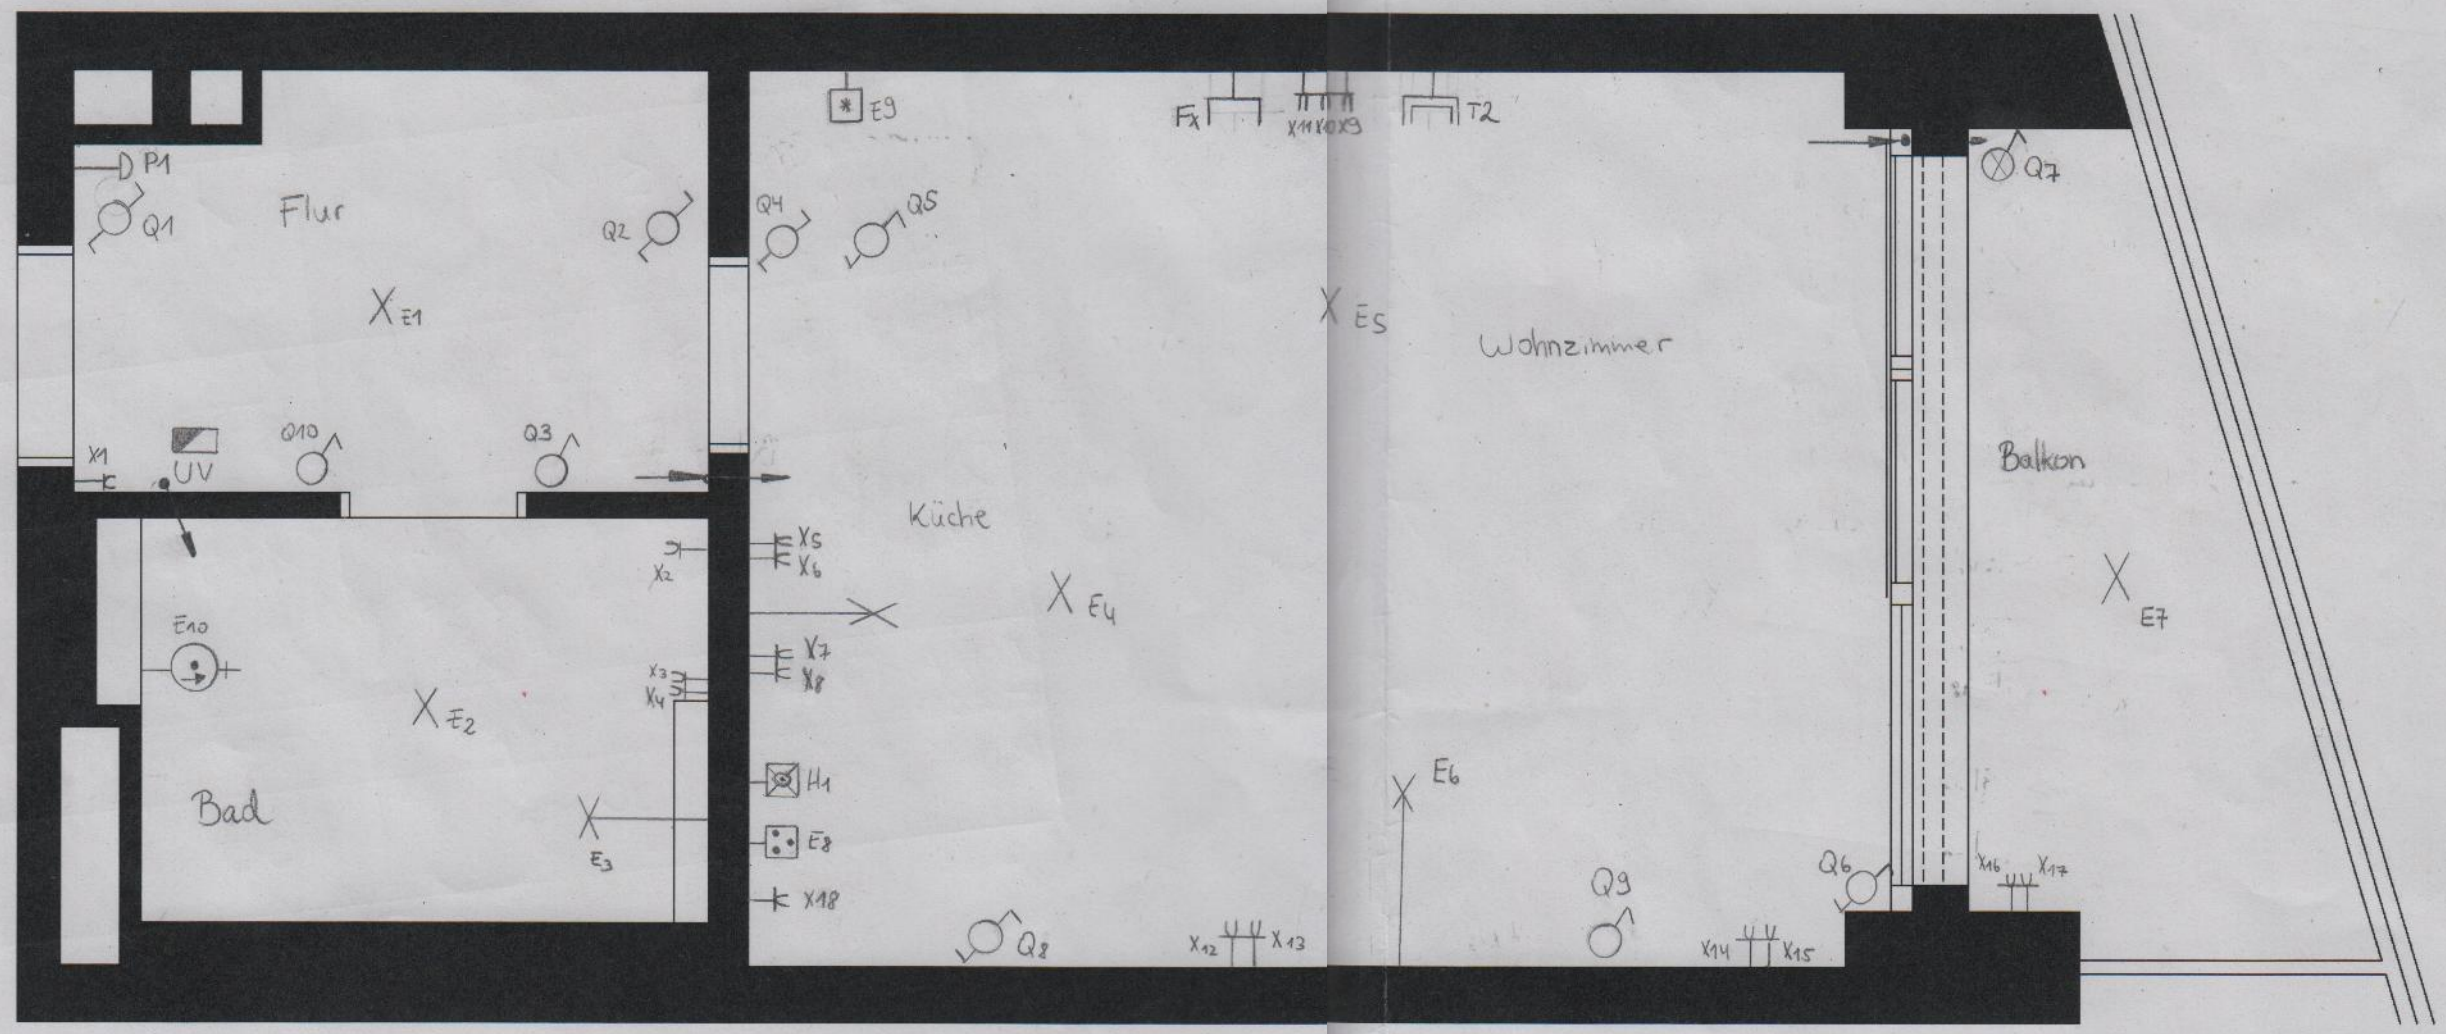 E9
Fx
X11 X10 X9
T2
P1
Q1
Flur
Q2
Q4
Q5
Q7
E1
E5
Wohnzimmer
X1
UV
Q10
Q3
Balkon
Küche
X5
X6
X2
E4
E7
E10
X3
X4
X7
X8
E2
Bad
E3
H1
E8
X18
E6
Q9
Q6
X16
X17
Q8
X12
X13
X14
X15